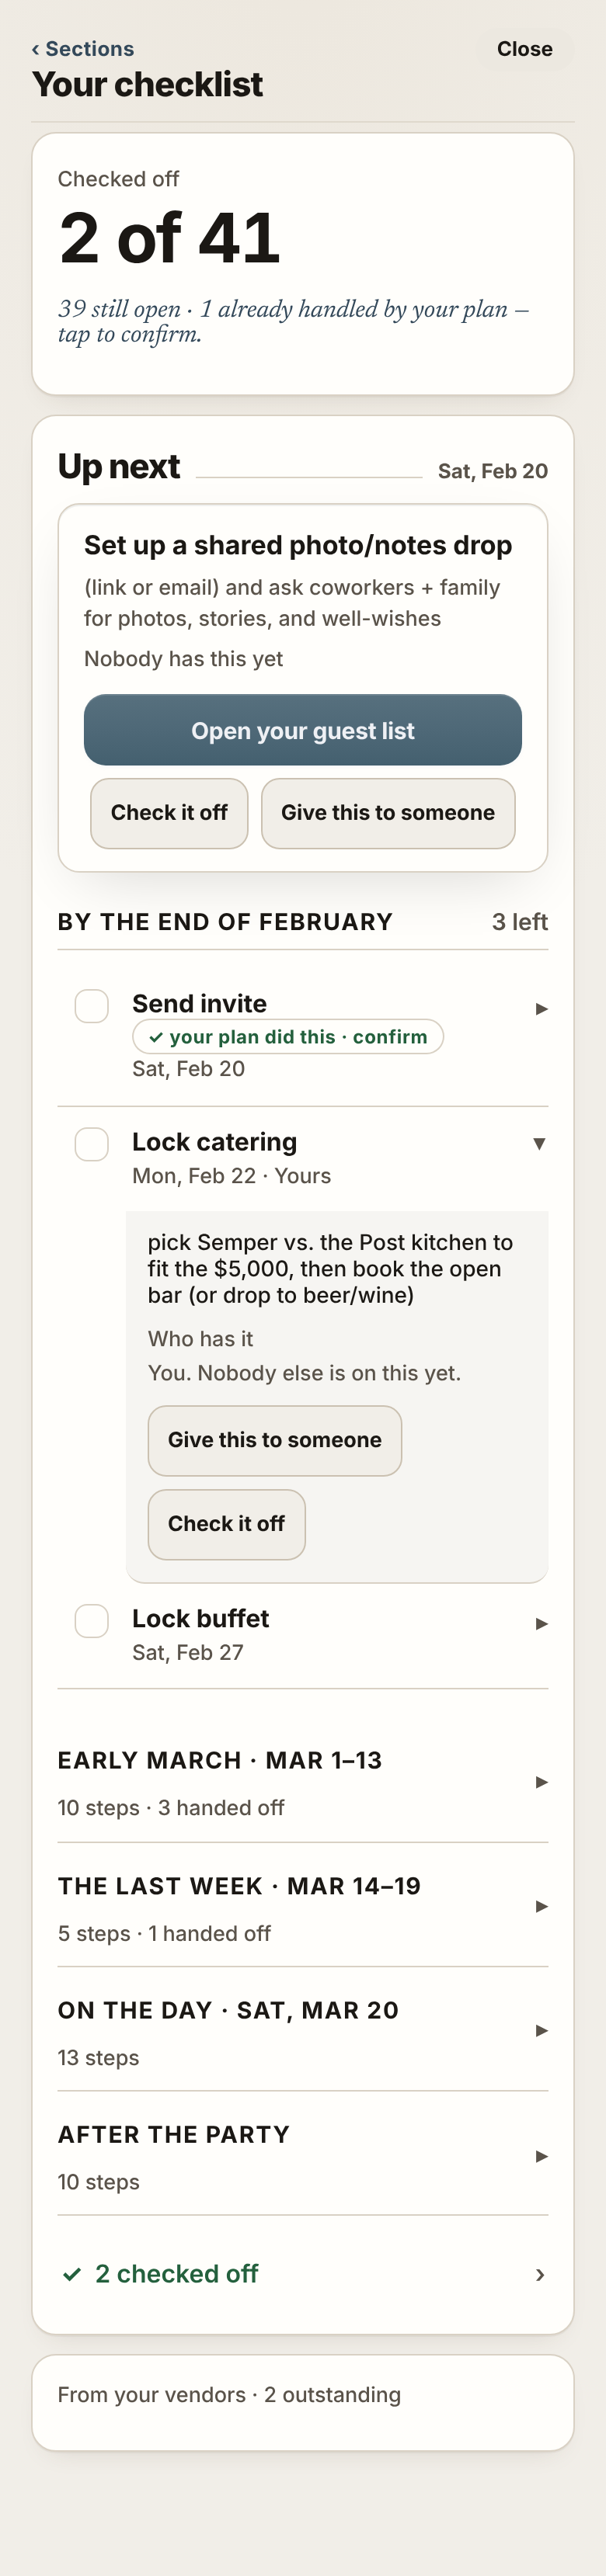 ‹ Sections
Close
Your checklist
Checked off
2 of 41
39 still open · 1 already handled by your plan –
tap to confirm.
Up next
Sat, Feb 20
Set up a shared photo/notes drop
(link or email) and ask coworkers + family
for photos, stories, and well-wishes
Nobody has this yet
Open your guest list
Check it off
Give this to someone
BY THE END OF FEBRUARY
3 left
Send invite
▶
✓ your plan did this · confirm
Sat, Feb 20
Lock catering
▼
Mon, Feb 22 · Yours
pick Semper vs. the Post kitchen to
fit the $5,000, then book the open
bar (or drop to beer/wine)
Who has it
You. Nobody else is on this yet.
Give this to someone
Check it off
Lock buffet
▶
Sat, Feb 27
EARLY MARCH · MAR 1–13
▶
10 steps · 3 handed off
THE LAST WEEK · MAR 14–19
▶
5 steps · 1 handed off
ON THE DAY · SAT, MAR 20
▶
13 steps
AFTER THE PARTY
▶
10 steps
✓ 2 checked off
›
From your vendors · 2 outstanding